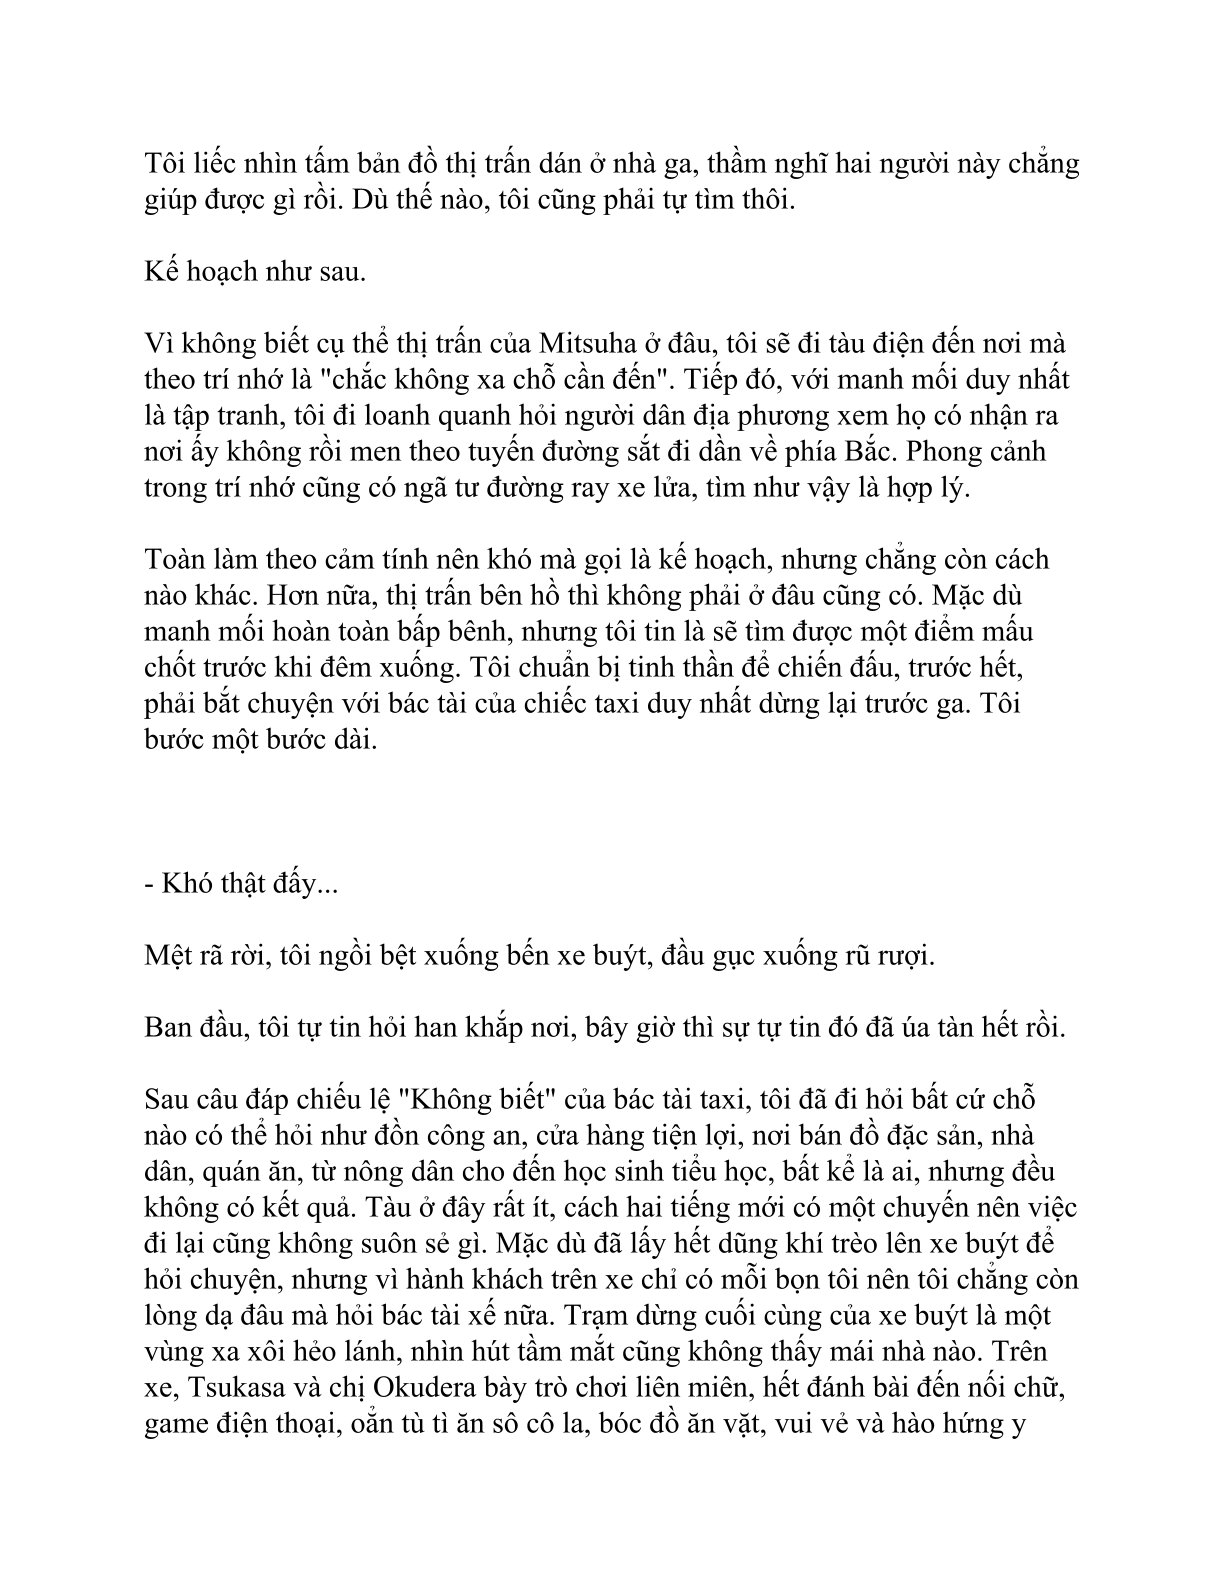 Tôi liếc nhìn tấm bản đồ thị trấn dán ở nhà ga, thầm nghĩ hai người này chẳng
giúp được gì rồi. Dù thế nào, tôi cũng phải tự tìm thôi.
Kế hoạch như sau.
Vì không biết cụ thể thị trấn của Mitsuha ở đâu, tôi sẽ đi tàu điện đến nơi mà
theo trí nhớ là "chắc không xa chỗ cần đến". Tiếp đó, với manh mối duy nhất
là tập tranh, tôi đi loanh quanh hỏi người dân địa phương xem họ có nhận ra
nơi ấy không rồi men theo tuyến đường sắt đi dần về phía Bắc. Phong cảnh
trong trí nhớ cũng có ngã tư đường ray xe lửa, tìm như vậy là hợp lý.
Toàn làm theo cảm tính nên khó mà gọi là kế hoạch, nhưng chẳng còn cách
nào khác. Hơn nữa, thị trấn bên hồ thì không phải ở đâu cũng có. Mặc dù
manh mối hoàn toàn bấp bênh, nhưng tôi tin là sẽ tìm được một điểm mấu
chốt trước khi đêm xuống. Tôi chuẩn bị tinh thần để chiến đấu, trước hết,
phải bắt chuyện với bác tài của chiếc taxi duy nhất dừng lại trước ga. Tôi
bước một bước dài.
- Khó thật đấy...
Mệt rã rời, tôi ngồi bệt xuống bến xe buýt, đầu gục xuống rũ rượi.
Ban đầu, tôi tự tin hỏi han khắp nơi, bây giờ thì sự tự tin đó đã úa tàn hết rồi.
Sau câu đáp chiếu lệ "Không biết" của bác tài taxi, tôi đã đi hỏi bất cứ chỗ
nào có thể hỏi như đồn công an, cửa hàng tiện lợi, nơi bán đồ đặc sản, nhà
dân, quán ăn, từ nông dân cho đến học sinh tiểu học, bất kể là ai, nhưng đều
không có kết quả. Tàu ở đây rất ít, cách hai tiếng mới có một chuyến nên việc
đi lại cũng không suôn sẻ gì. Mặc dù đã lấy hết dũng khí trèo lên xe buýt để
hỏi chuyện, nhưng vì hành khách trên xe chỉ có mỗi bọn tôi nên tôi chẳng còn
lòng dạ đâu mà hỏi bác tài xế nữa. Trạm dừng cuối cùng của xe buýt là một
vùng xa xôi hẻo lánh, nhìn hút tầm mắt cũng không thấy mái nhà nào. Trên
xe, Tsukasa và chị Okudera bày trò chơi liên miên, hết đánh bài đến nối chữ,
game điện thoại, oẳn tù tì ăn sô cô la, bóc đồ ăn vặt, vui vẻ và hào hứng y